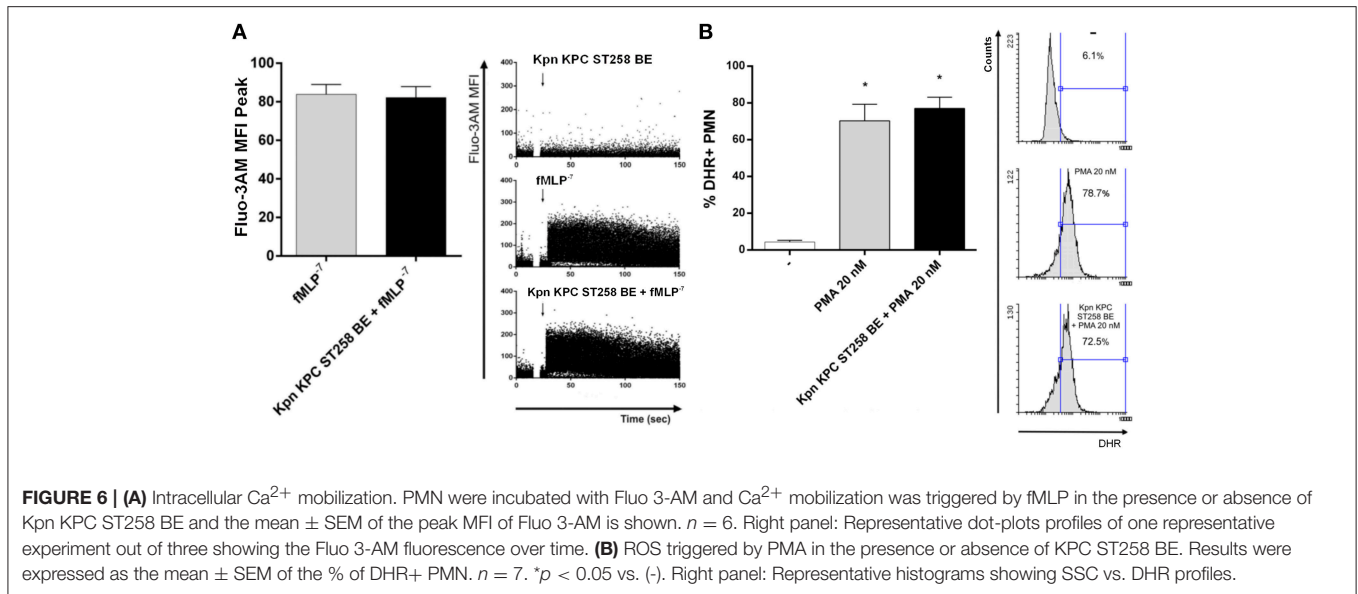 A
Fluo-3AM MFI Peak
100
80
60
40
20
0
fMLP-7
Kpn KPC ST258 BE + fMLP-7
Fluo-3AM MFI
Kpn KPC ST258 BE
400
300
200
100
0
0 50 100 150
fMLP-7
400
300
200
100
0
0 50 100 150
Kpn KPC ST258 BE + fMLP-7
400
300
200
100
0
0 50 100 150
Time (sec)
B
% DHR+ PMN
100
80
60
40
20
0
*
*
-
PMA 20 nM
Kpn KPC ST258 BE + PMA 20 nM
Counts
223
-
6.1%
10000
122
PMA 20 nM
78.7%
10000
130
Kpn KPC
ST258 BE
+ PMA 20 nM
72.5%
10000
DHR
FIGURE 6 | (A) Intracellular Ca2+ mobilization. PMN were incubated with Fluo 3-AM and Ca2+ mobilization was triggered by fMLP in the presence or absence of
Kpn KPC ST258 BE and the mean ± SEM of the peak MFI of Fluo 3-AM is shown. n = 6. Right panel: Representative dot-plots profiles of one representative
experiment out of three showing the Fluo 3-AM fluorescence over time. (B) ROS triggered by PMA in the presence or absence of KPC ST258 BE. Results were
expressed as the mean ± SEM of the % of DHR+ PMN. n = 7. *p < 0.05 vs. (-). Right panel: Representative histograms showing SSC vs. DHR profiles.